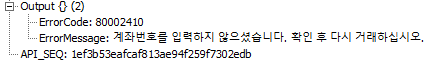 Output {} (2)
ErrorCode: 80002410
ErrorMessage: 계좌번호를 입력하지 않으셨습니다. 확인 후 다시 거래하십시오.
API_SEQ: 1ef3b53eafcaf813ae94f259f7302edb